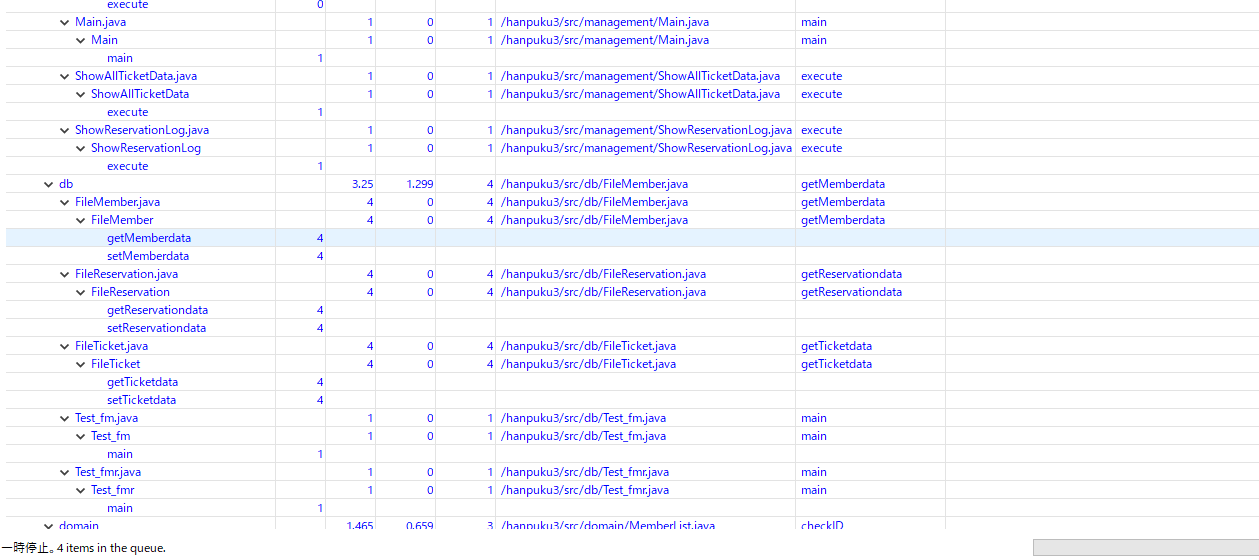 execute 0
Main.java 1 0 1 /hanpuku3/src/management/Main.java main
Main 1 0 1 /hanpuku3/src/management/Main.java main
main 1
ShowAllTicketData.java 1 0 1 /hanpuku3/src/management/ShowAllTicketData.java execute
ShowAllTicketData 1 0 1 /hanpuku3/src/management/ShowAllTicketData.java execute
execute 1
ShowReservationLog.java 1 0 1 /hanpuku3/src/management/ShowReservationLog.java execute
ShowReservationLog 1 0 1 /hanpuku3/src/management/ShowReservationLog.java execute
execute 1
db 3.25 1.299 4 /hanpuku3/src/db/FileMember.java getMemberdata
FileMember.java 4 0 4 /hanpuku3/src/db/FileMember.java getMemberdata
FileMember 4 0 4 /hanpuku3/src/db/FileMember.java getMemberdata
getMemberdata 4
setMemberdata 4
FileReservation.java 4 0 4 /hanpuku3/src/db/FileReservation.java getReservationdata
FileReservation 4 0 4 /hanpuku3/src/db/FileReservation.java getReservationdata
getReservationdata 4
setReservationdata 4
FileTicket.java 4 0 4 /hanpuku3/src/db/FileTicket.java getTicketdata
FileTicket 4 0 4 /hanpuku3/src/db/FileTicket.java getTicketdata
getTicketdata 4
setTicketdata 4
Test_fm.java 1 0 1 /hanpuku3/src/db/Test_fm.java main
Test_fm 1 0 1 /hanpuku3/src/db/Test_fm.java main
main 1
Test_fmr.java 1 0 1 /hanpuku3/src/db/Test_fmr.java main
Test_fmr 1 0 1 /hanpuku3/src/db/Test_fmr.java main
main 1
domain 1.465 0.659 3 /hanpuku3/src/domain/MemberList.java checkID
一時停止。4 items in the queue.